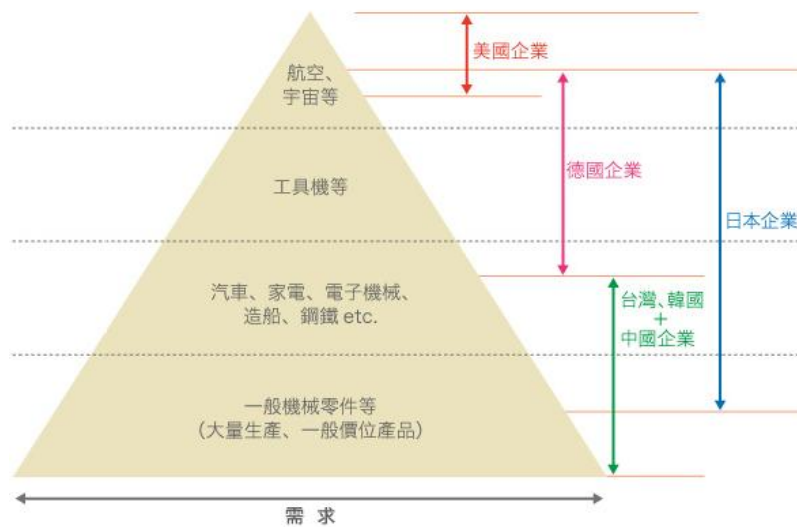 航空、
宇宙等
美國企業
工具機等
德國企業
日本企業
汽車、家電、電子機械、
造船、鋼鐵 etc.
台灣、韓國
+
中國企業
一般機械零件等
(大量生產、一般價位產品)
需 求